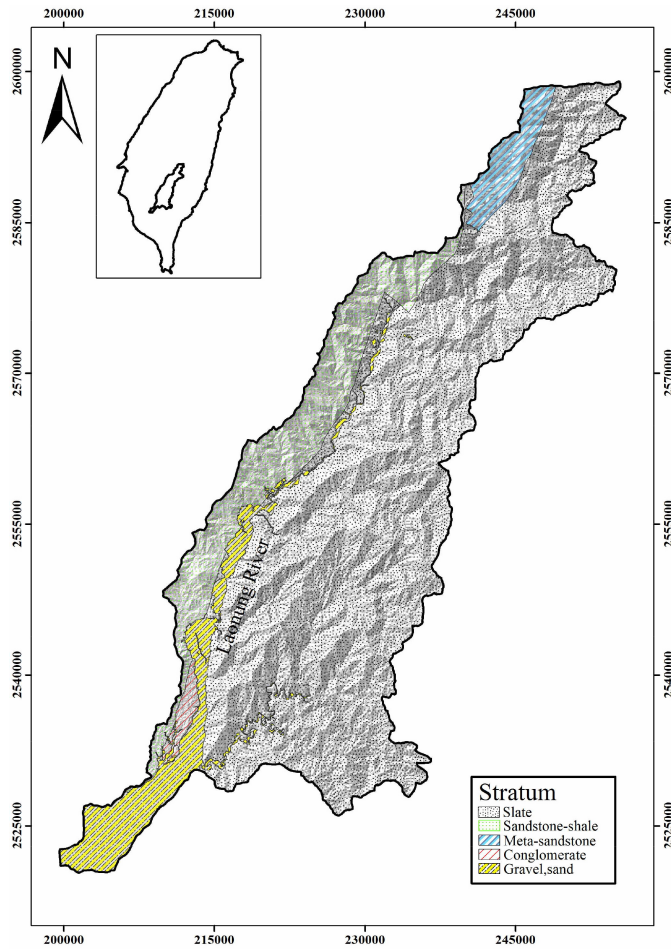 200000 215000 230000 245000
N
2600000 2600000
2585000 2585000
2570000 2570000
2555000 2555000
Laonung River
2540000 2540000
Stratum
Slate
Sandstone-shale
Meta-sandstone
Conglomerate
Gravel,sand
2525000 2525000
200000 215000 230000 245000